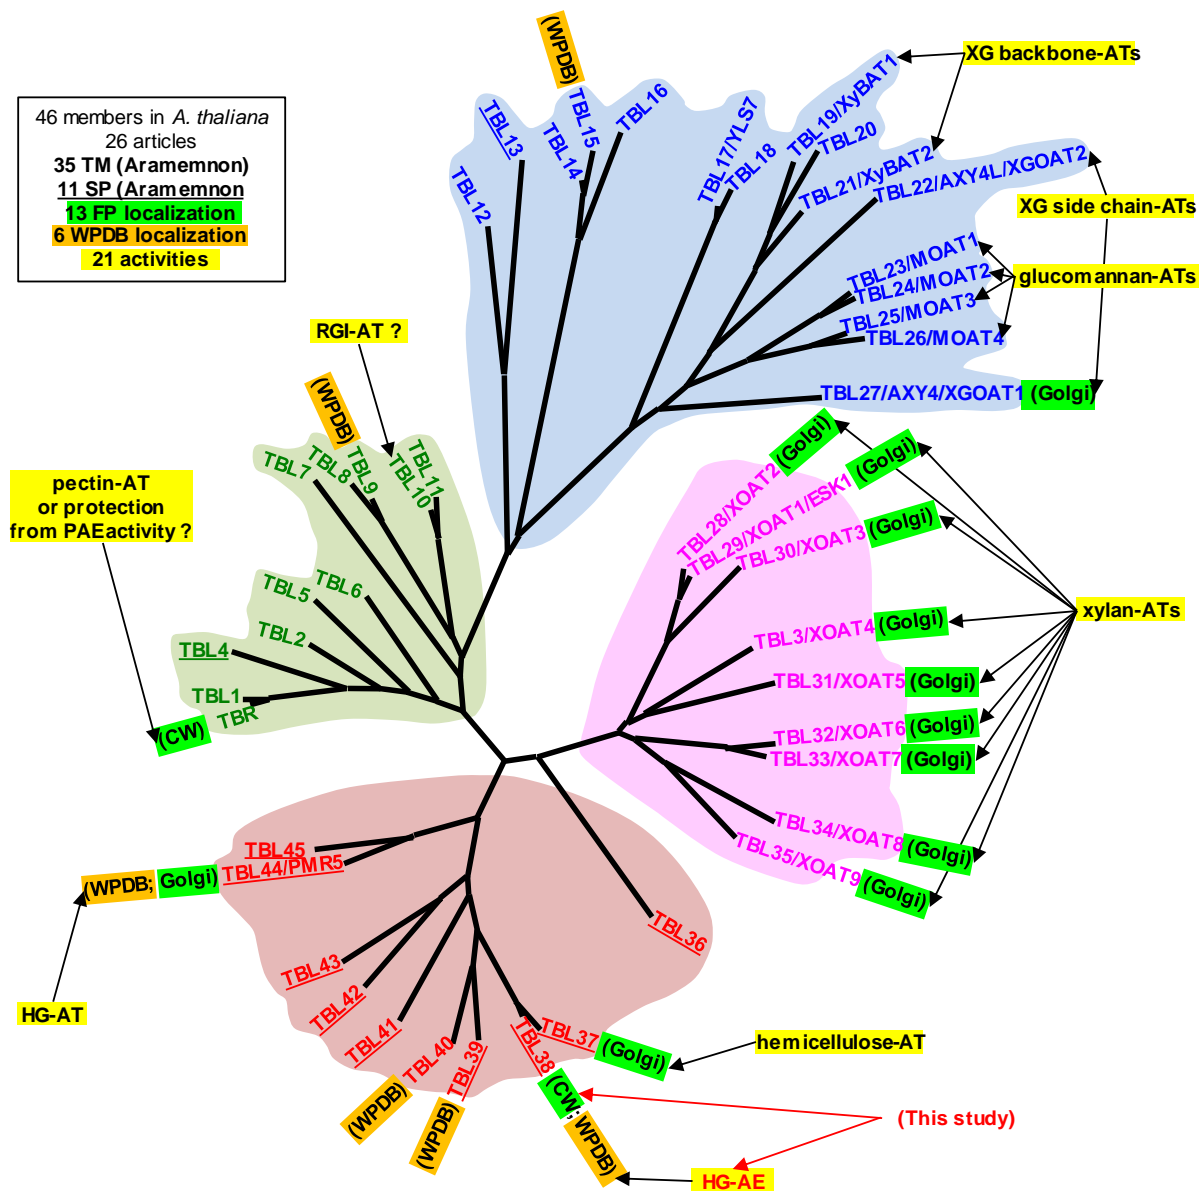 46 members in A. thaliana
26 articles
35 TM (Aramemnon)
11 SP (Aramemnon
13 FP localization
6 WPDB localization
21 activities
(WPDB)
TBL12
TBL13
TBL14
TBL15
TBL16
TBL17/YLS7
TBL18
TBL19/XyBAT1
TBL20
TBL21/XyBAT2
TBL22/AXY4L/XGOAT2
TBL23/MOAT1
TBL24/MOAT2
TBL25/MOAT3
TBL26/MOAT4
TBL27/AXY4/XGOAT1 (Golgi)
XG backbone-ATs
XG side chain-ATs
glucomannan-ATs
RGI-AT ?
(WPDB)
TBL7
TBL8
TBL9
TBL10
TBL11
pectin-AT
or protection
from PAEactivity ?
TBL6
TBL5
TBL2
TBL4
TBL1
TBR
(CW)
TBL28/XOAT2 (Golgi)
TBL29/XOAT1/ESK1 (Golgi)
TBL30/XOAT3 (Golgi)
TBL3/XOAT4 (Golgi)
TBL31/XOAT5 (Golgi)
TBL32/XOAT6 (Golgi)
TBL33/XOAT7 (Golgi)
TBL34/XOAT8 (Golgi)
TBL35/XOAT9 (Golgi)
xylan-ATs
TBL45
(WPDB; Golgi) TBL44/PMR5
HG-AT
TBL43
TBL42
TBL41
(WPDB) TBL40
(WPDB) TBL39
TBL38 (CW; WPDB)
TBL37 (Golgi)
TBL36
hemicellulose-AT
(This study)
HG-AE